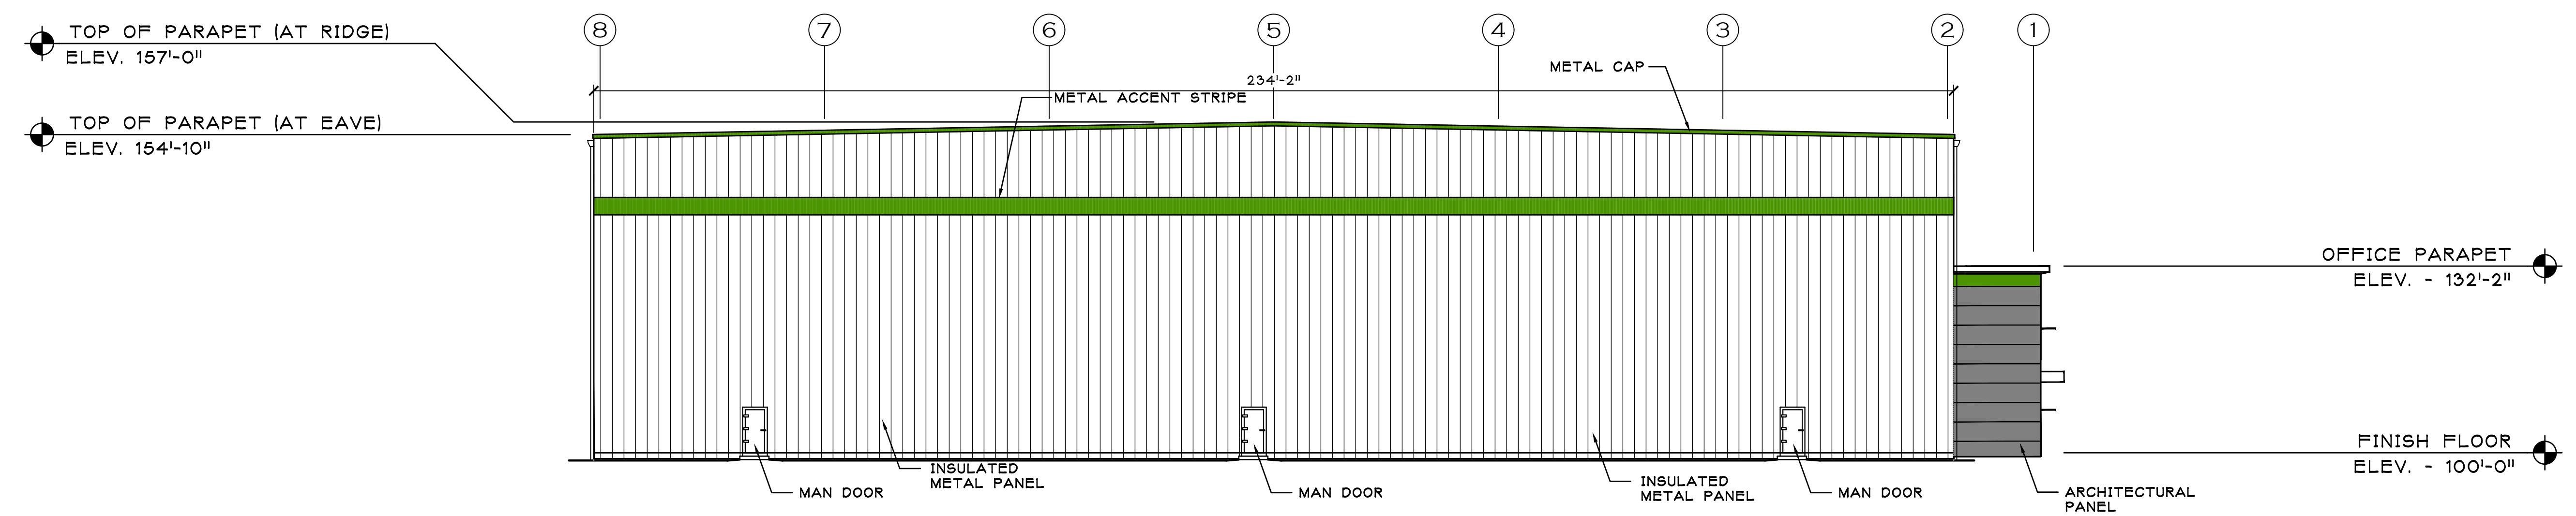 TOP OF PARAPET (AT RIDGE)
ELEV. 157'-0"
TOP OF PARAPET (AT EAVE)
ELEV. 154'-10"
8
7
6
5
4
3
2
1
234'-2"
METAL CAP
METAL ACCENT STRIPE
OFFICE PARAPET
ELEV. - 132'-2"
FINISH FLOOR
ELEV. - 100'-0"
MAN DOOR
INSULATED
METAL PANEL
MAN DOOR
INSULATED
METAL PANEL
MAN DOOR
ARCHITECTURAL
PANEL